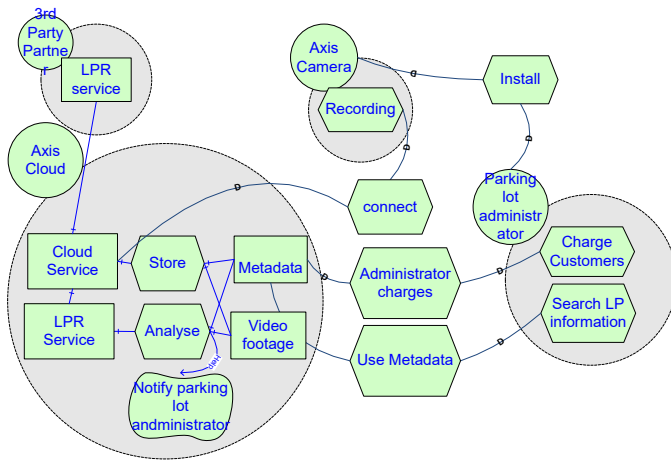 3rd
Party
Partne
r
LPR
service
Axis
Camera
Recording
Install
Axis
Cloud
connect
Parking
lot
administr
ator
Cloud
Service
Store
Metadata
Administrator
charges
Charge
Customers
LPR
Service
Analyse
Video
footage
Use Metadata
Search LP
information
Help
Notify parking
lot
andministrator
D
D
D
D
D
D
D
D